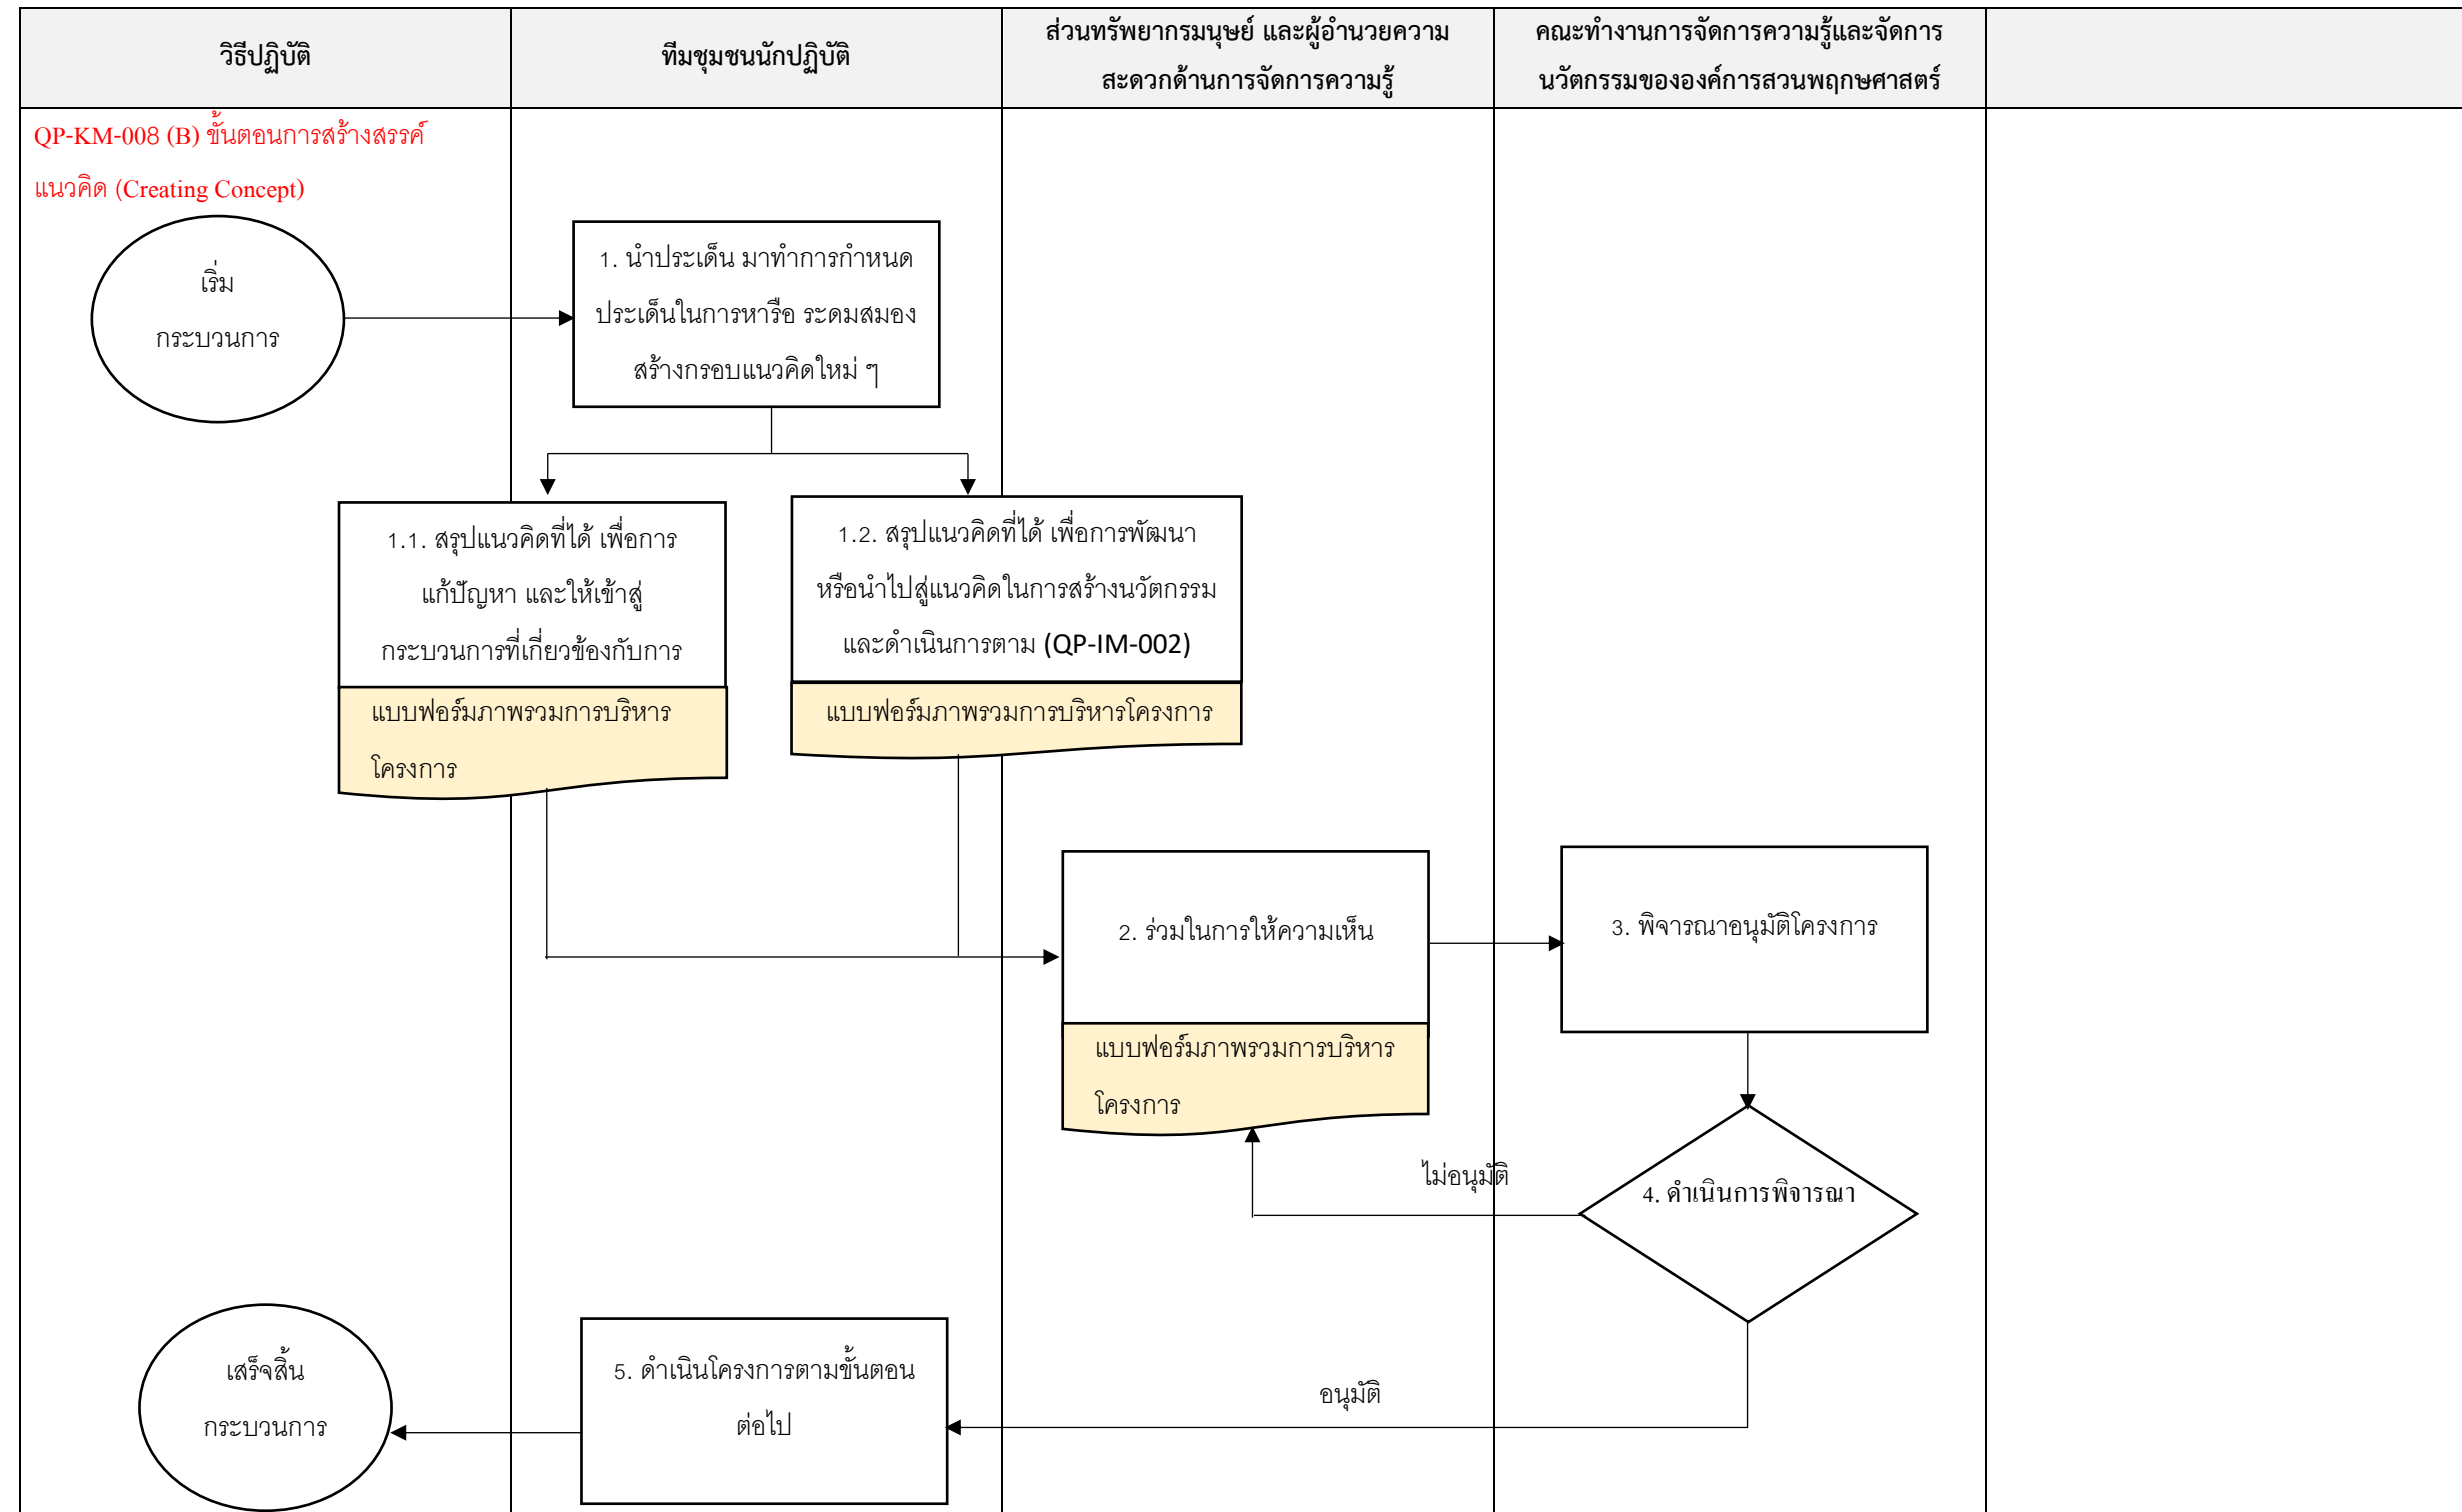 วิธีปฏิบัติ
ทีมชุมชนนักปฏิบัติ
ส่วนทรัพยากรมนุษย์ และผู้อำนวยความ
สะดวกด้านการจัดการความรู้
คณะทำงานการจัดการความรู้และจัดการ
นวัตกรรมขององค์การสวนพฤกษศาสตร์
QP-KM-008 (B) ขั้นตอนการสร้างสรรค์
แนวคิด (Creating Concept)
เริ่ม
กระบวนการ
1. นำประเด็น มาทำการกำหนด
ประเด็นในการหารือ ระดมสมอง
สร้างกรอบแนวคิดใหม่ ๆ
1.1. สรุปแนวคิดที่ได้ เพื่อการ
แก้ปัญหา และให้เข้าสู่
กระบวนการที่เกี่ยวข้องกับการ
แบบฟอร์มภาพรวมการบริหาร
โครงการ
1.2. สรุปแนวคิดที่ได้ เพื่อการพัฒนา
หรือนำไปสู่แนวคิดในการสร้างนวัตกรรม
และดำเนินการตาม (QP-IM-002)
แบบฟอร์มภาพรวมการบริหารโครงการ
2. ร่วมในการให้ความเห็น
แบบฟอร์มภาพรวมการบริหาร
โครงการ
3. พิจารณาอนุมัติโครงการ
ไม่อนุมัติ
4. ดำเนินการพิจารณา
อนุมัติ
5. ดำเนินโครงการตามขั้นตอน
ต่อไป
เสร็จสิ้น
กระบวนการ